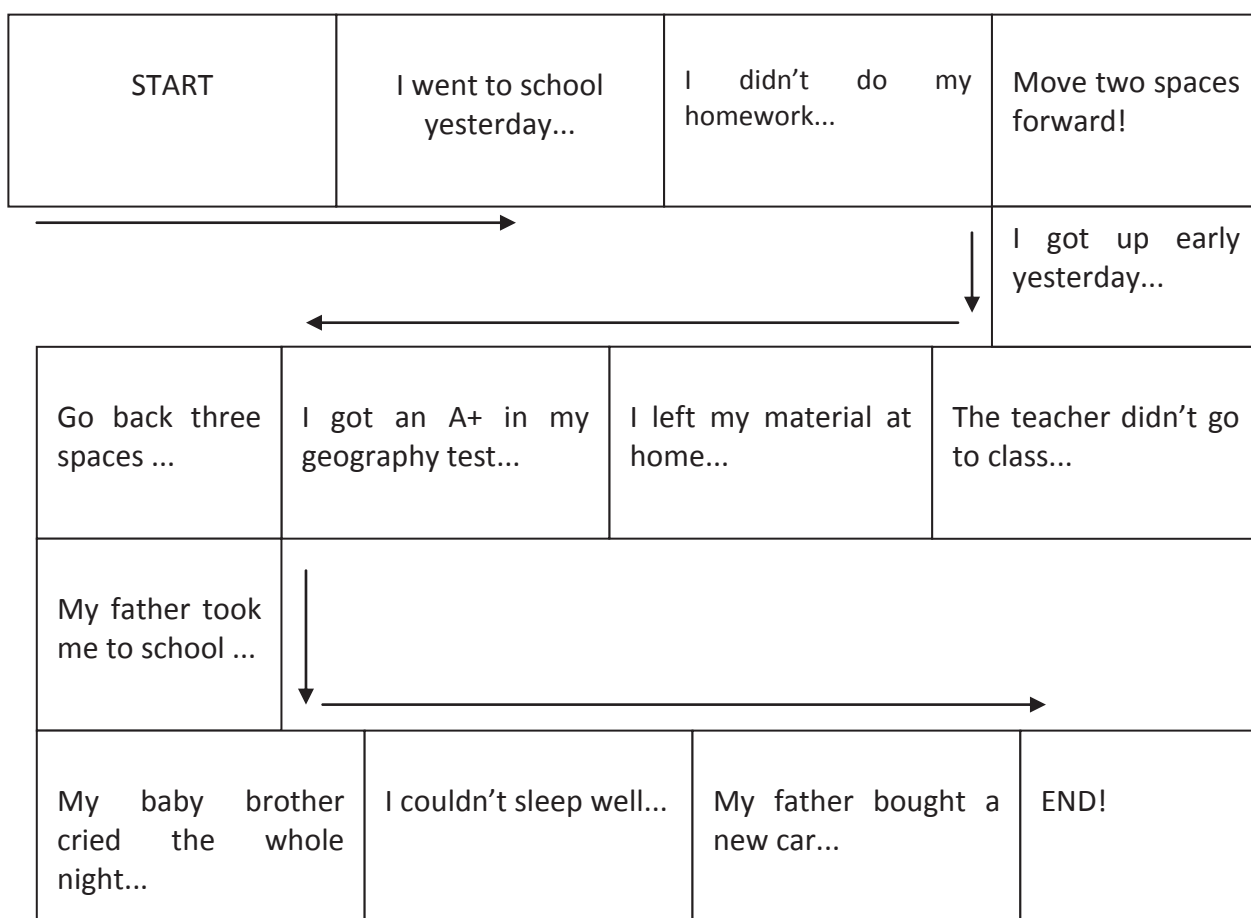 START
I went to school
yesterday...
I didn’t do my
homework...
Move two spaces
forward!
I got up early
yesterday...
Go back three
spaces ...
I got an A+ in my
geography test...
I left my material at
home...
The teacher didn’t go
to class...
My father took
me to school ...
My baby brother
cried the whole
night...
I couldn’t sleep well...
My father bought a
new car...
END!